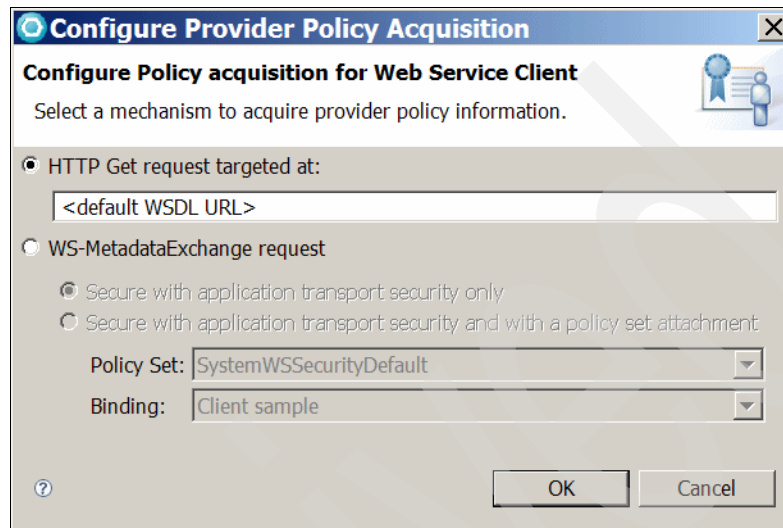 Configure Provider Policy Acquisition
Configure Policy acquisition for Web Service Client
Select a mechanism to acquire provider policy information.
HTTP Get request targeted at:
<default WSDL URL>
WS-MetadataExchange request
Secure with application transport security only
Secure with application transport security and with a policy set attachment
Policy Set: SystemWSSecurityDefault
Binding: Client sample
OK Cancel